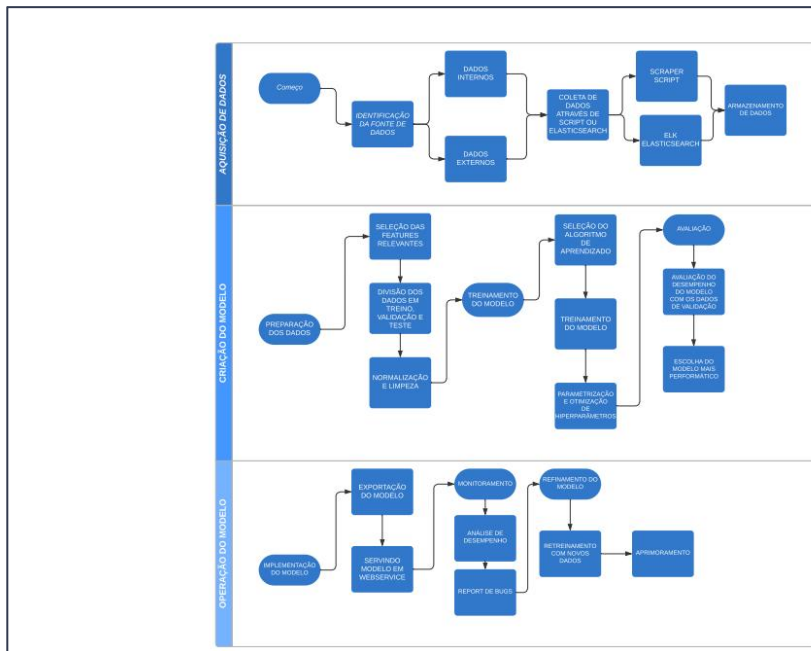 AQUISIÇÃO DE DADOS
Começo
IDENTIFICAÇÃO
DA FONTE DE
DADOS
DADOS
INTERNOS
DADOS
EXTERNOS
COLETA DE
DADOS
ATRAVÉS DE
SCRIPT OU
ELASTICSEARCH
SCRAPER
SCRIPT
ELK
ELASTICSEARCH
ARMAZENAMENTO
DE DADOS
CRIAÇÃO DO MODELO
PREPARAÇÃO
DOS DADOS
SELEÇÃO DAS
FEATURES
RELEVANTES
DIVISÃO DOS
DADOS EM
TREINO,
VALIDAÇÃO E
TESTE
NORMALIZAÇÃO
E LIMPEZA
TREINAMENTO
DO MODELO
SELEÇÃO DO
ALGORITMO
DE
APRENDIZADO
TREINAMENTO
DO MODELO
PARAMETRIZAÇÃO
E OTIMIZAÇÃO
DE
HIPERPARÂMETROS
AVALIAÇÃO
AVALIAÇÃO DO
DESEMPENHO
DO MODELO
COM OS DADOS
DE VALIDAÇÃO
ESCOLHA DO
MODELO MAIS
PERFORMÁTICO
OPERAÇÃO DO MODELO
IMPLEMENTAÇÃO
DO MODELO
EXPORTAÇÃO
DO MODELO
SERVINDO
MODELO EM
WEBSERVICE
MONITORAMENTO
ANÁLISE DE
DESEMPENHO
REPORT DE BUGS
REFINAMENTO DO
MODELO
RETREINAMENTO
COM NOVOS
DADOS
APRIMORAMENTO